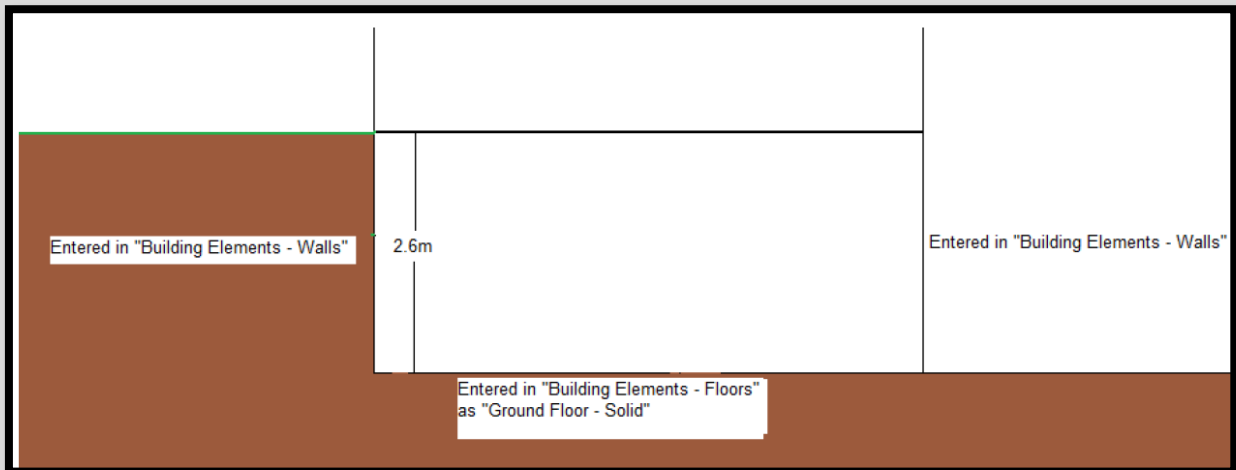 Entered in "Building Elements - Walls"
2.6m
Entered in "Building Elements - Walls"
Entered in "Building Elements - Floors"
as "Ground Floor - Solid"